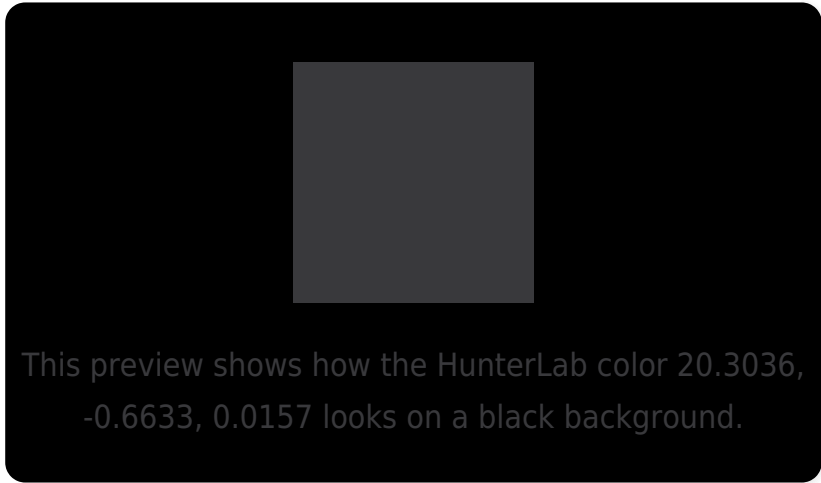 This preview shows how the HunterLab color 20.3036,
-0.6633, 0.0157 looks on a black background.